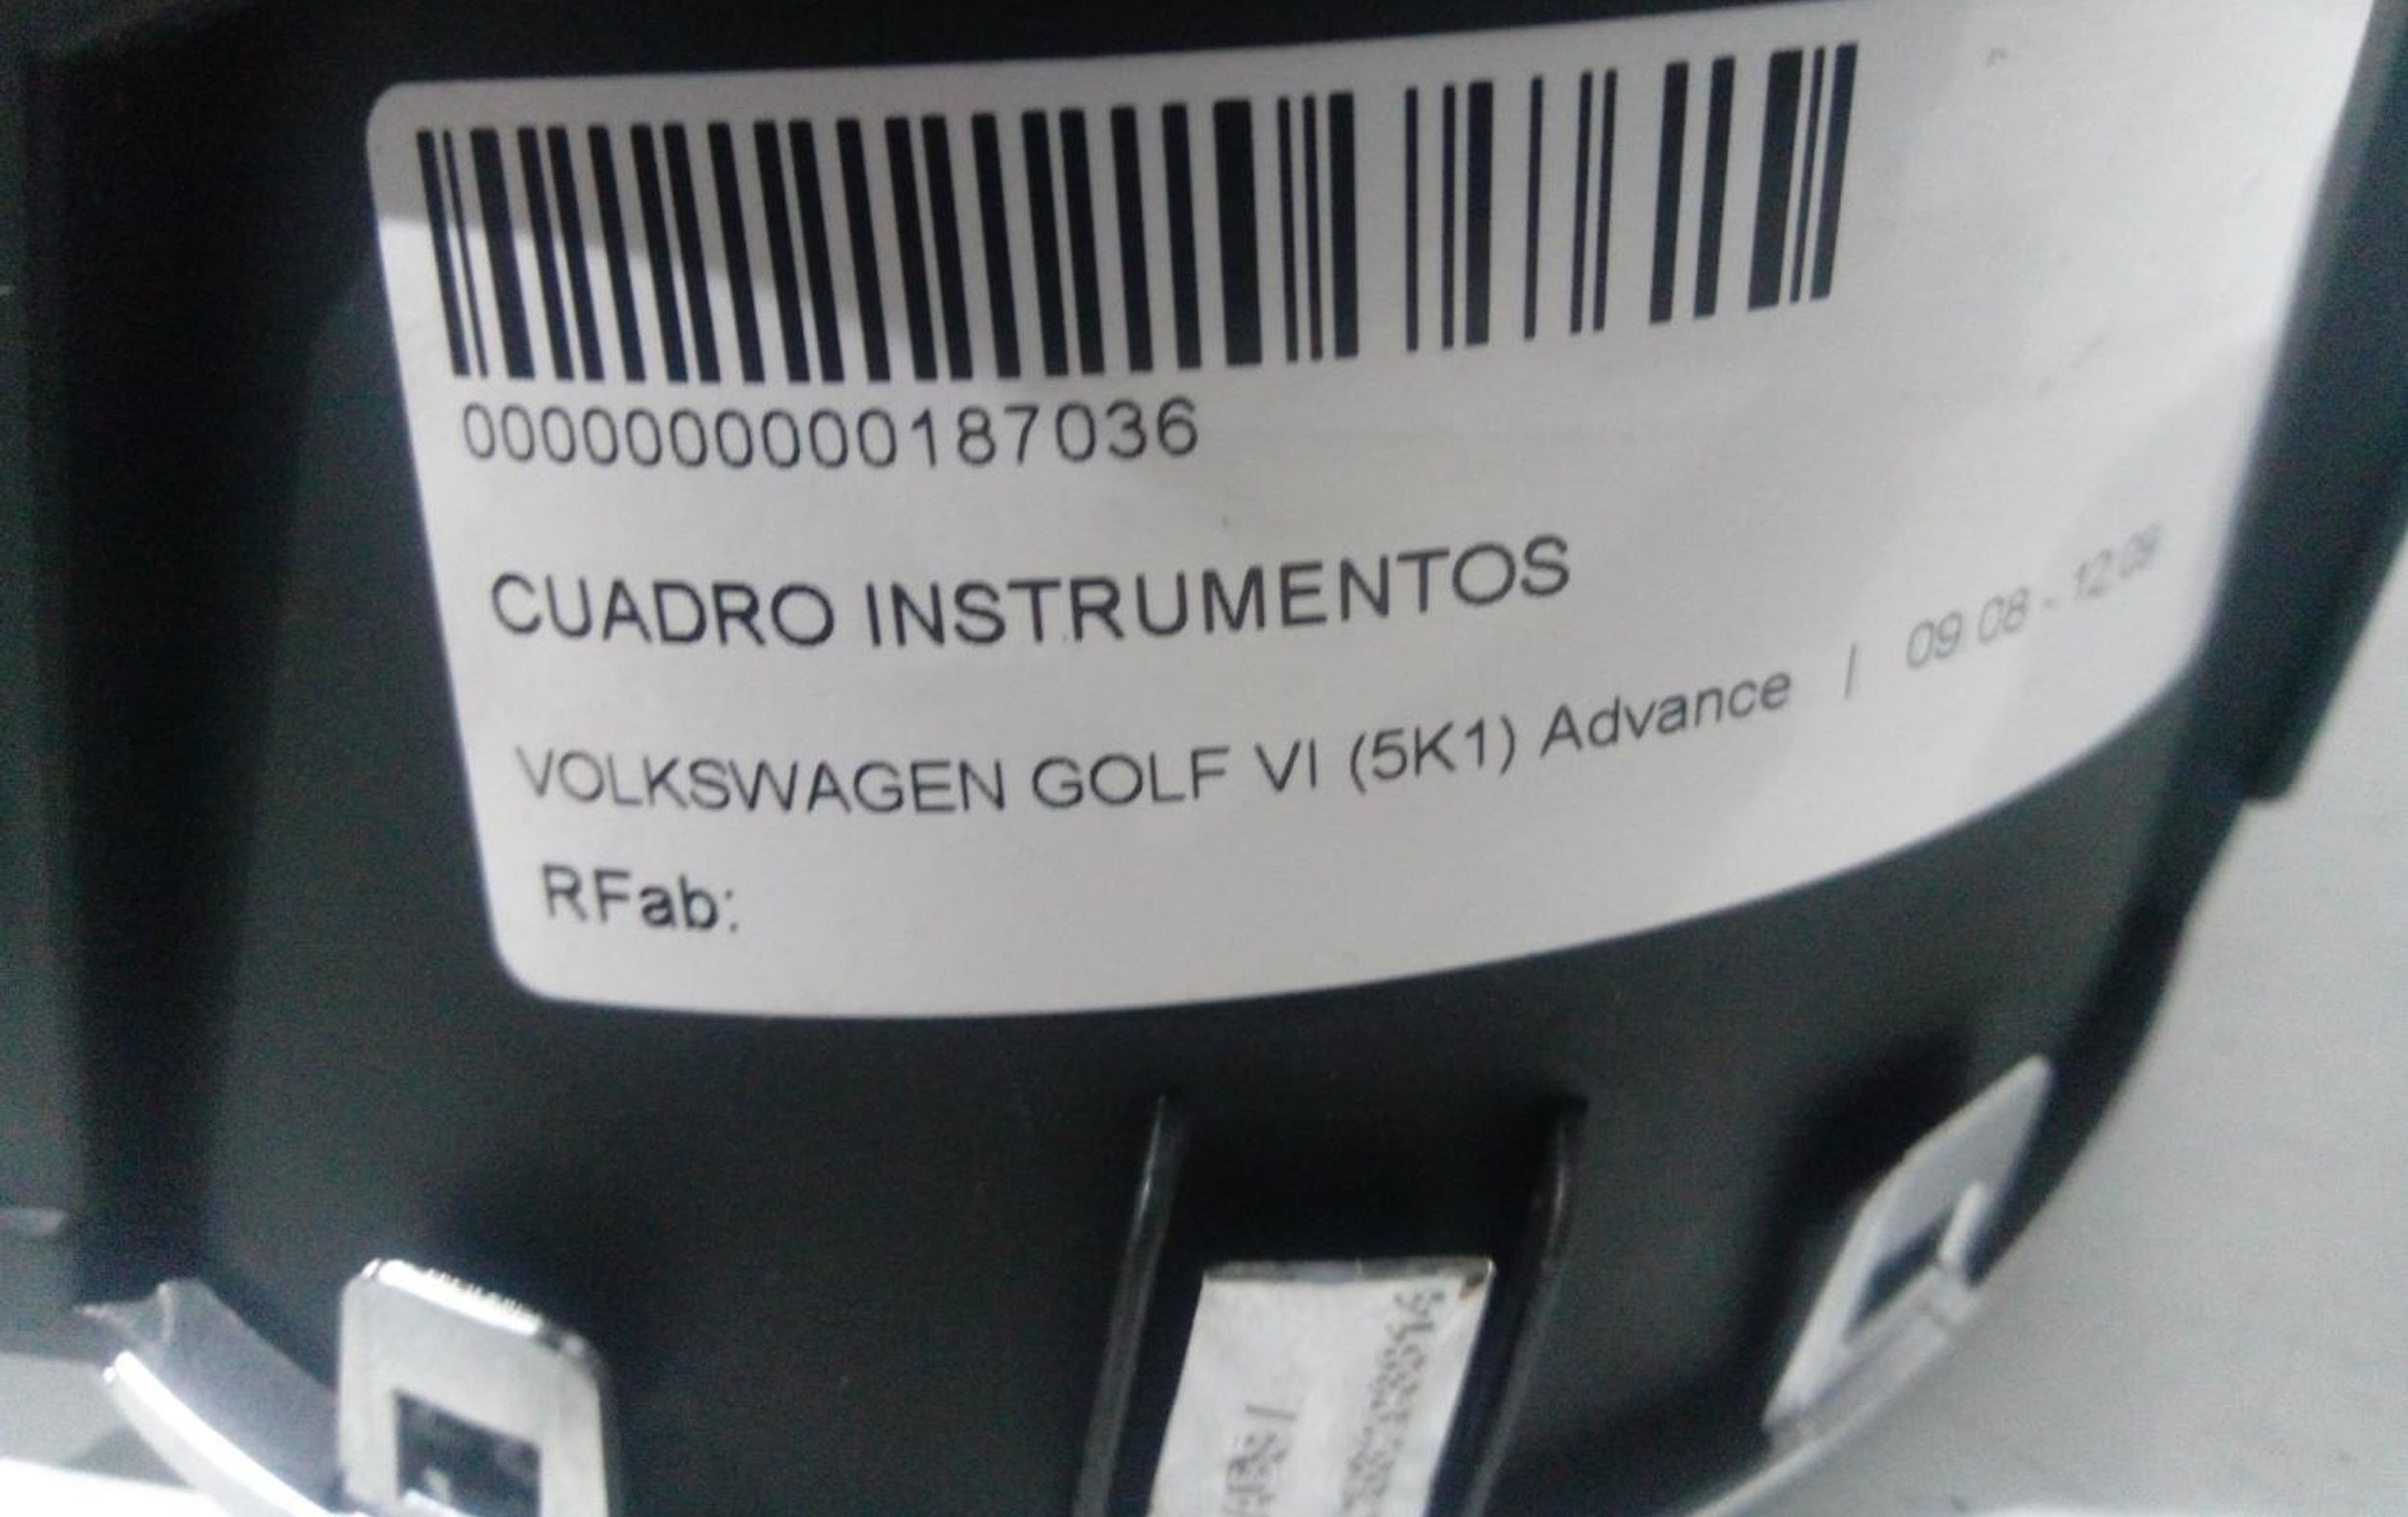 0000000000187036
CUADRO INSTRUMENTOS
VOLKSWAGEN GOLF VI (5K1) Advance | 09.08 - 12.09
RFab: